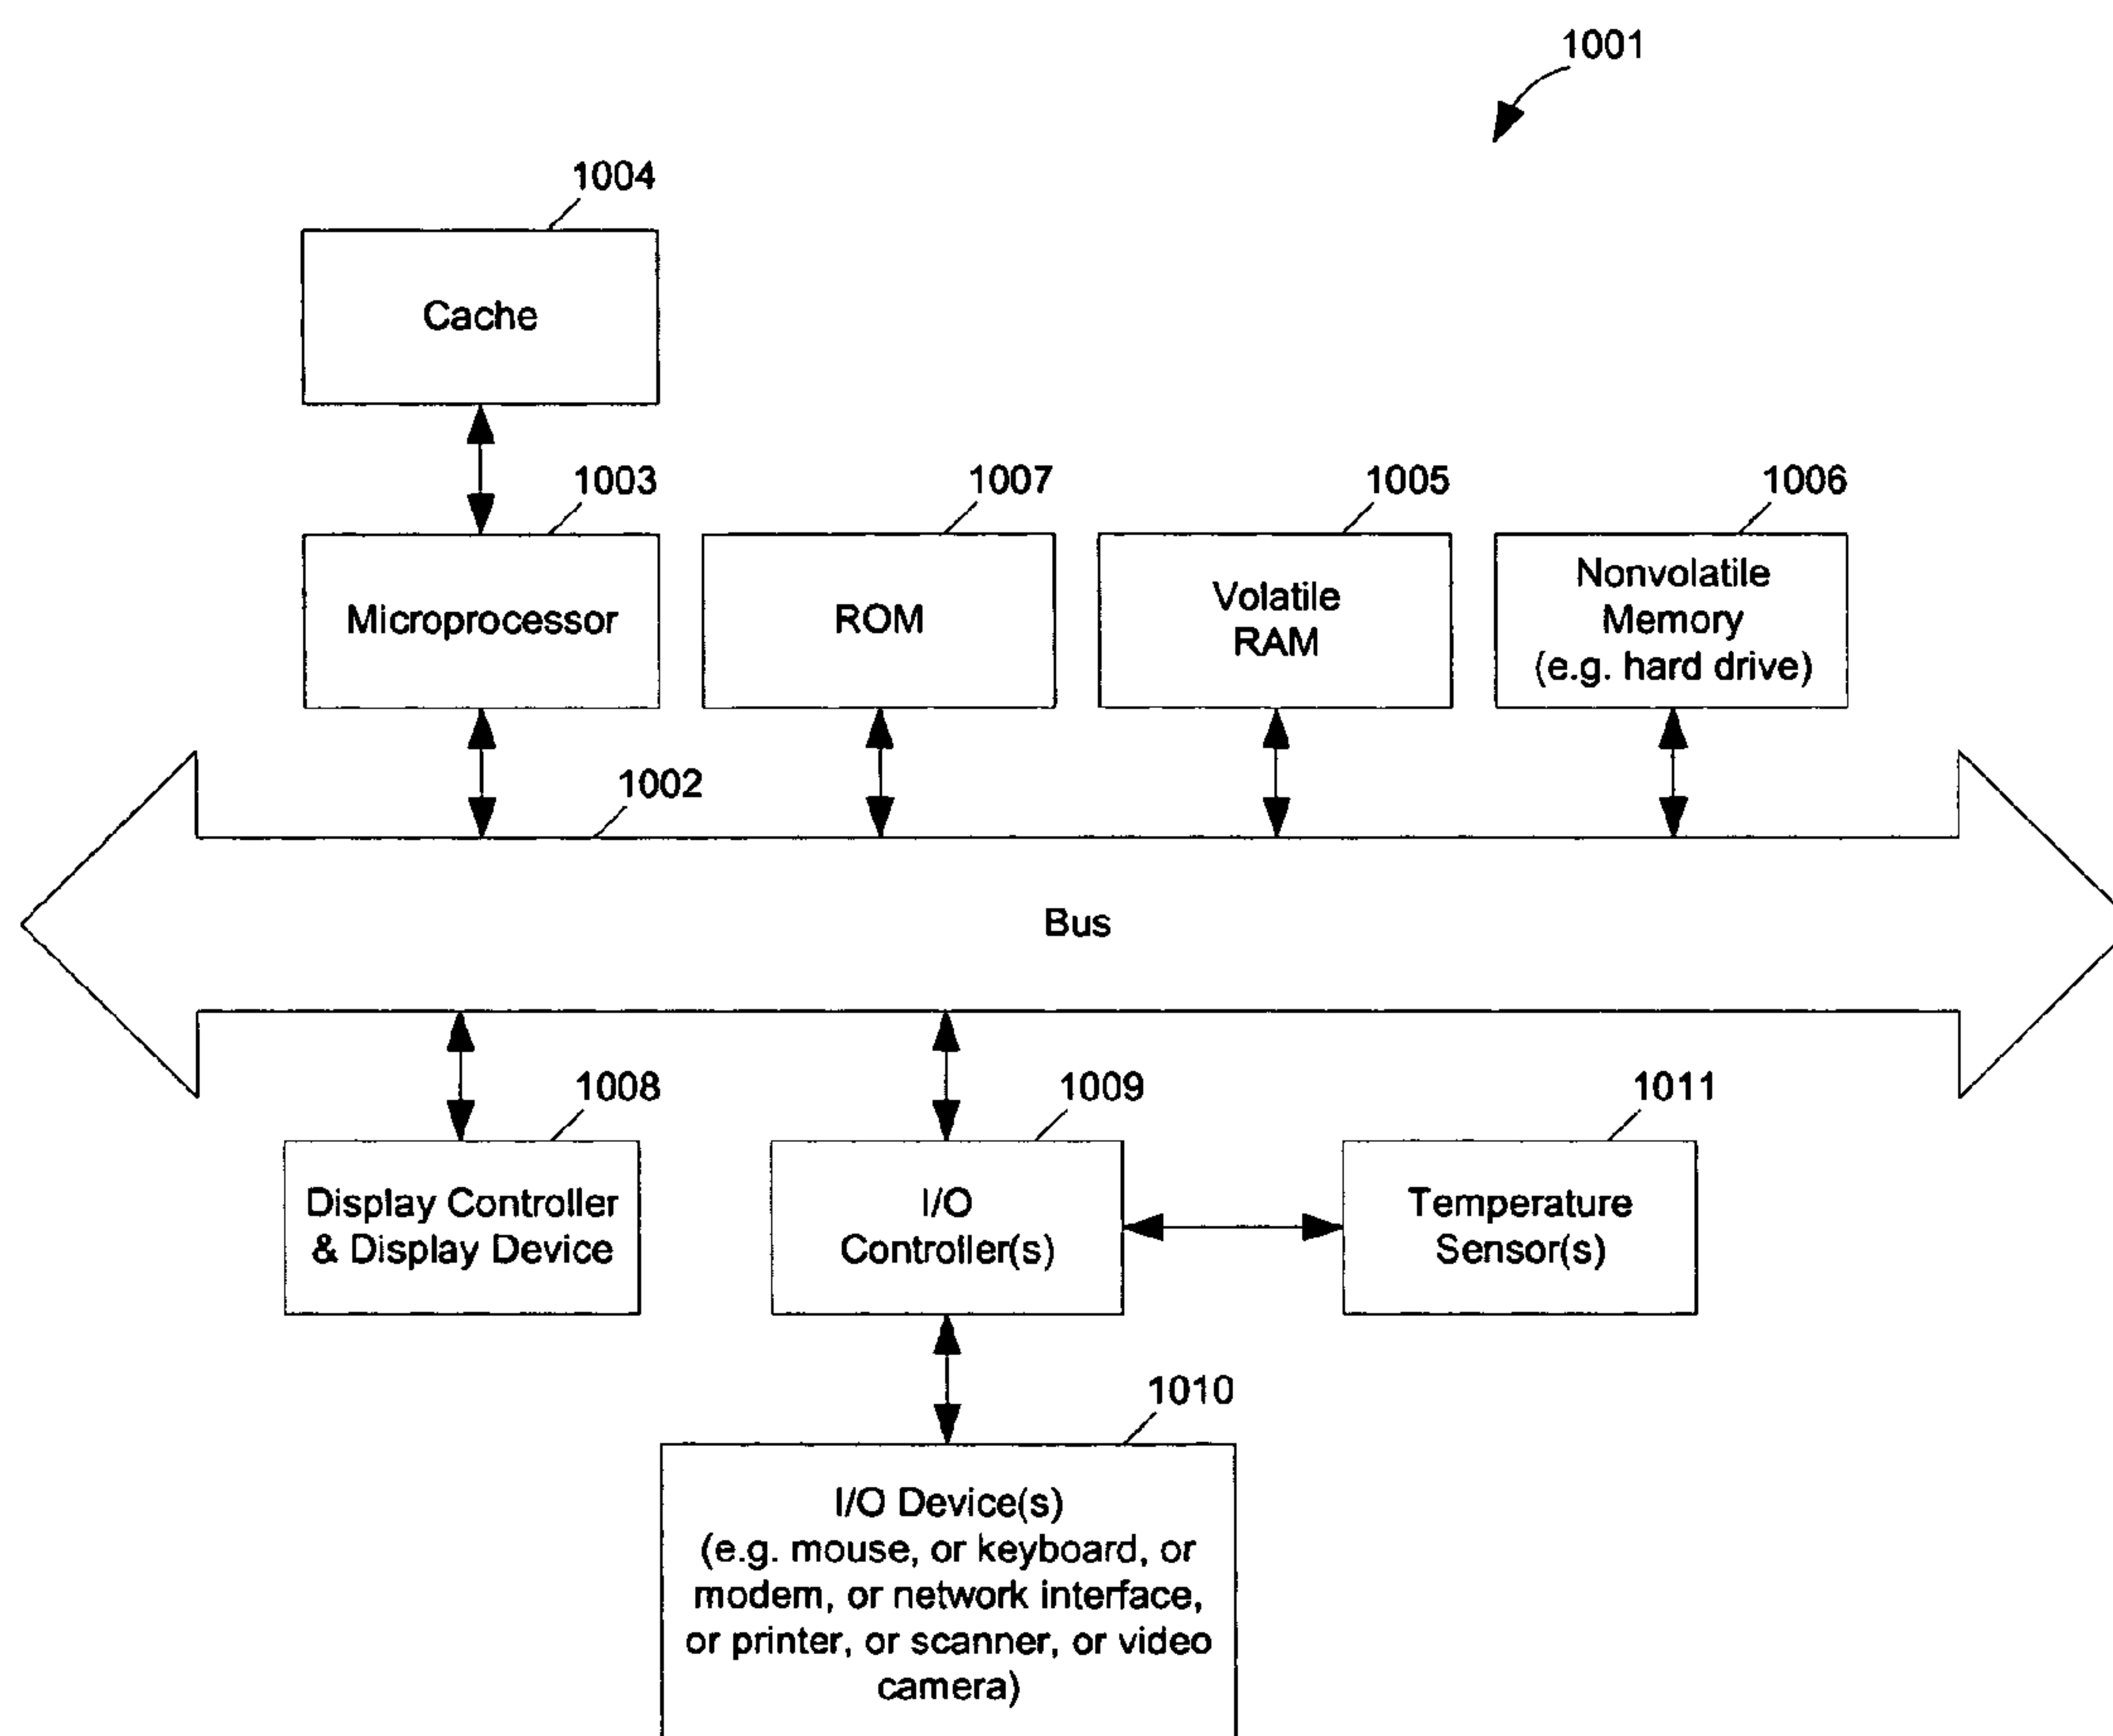 1001
1004
Cache
1003
1007
1005
1006
Microprocessor
ROM
Volatile
RAM
Nonvolatile
Memory
(e.g. hard drive)
1002
Bus
1008
1009
1011
Display Controller
& Display Device
I/O
Controller(s)
Temperature
Sensor(s)
1010
I/O Device(s)
(e.g. mouse, or keyboard, or
modem, or network interface,
or printer, or scanner, or video
camera)